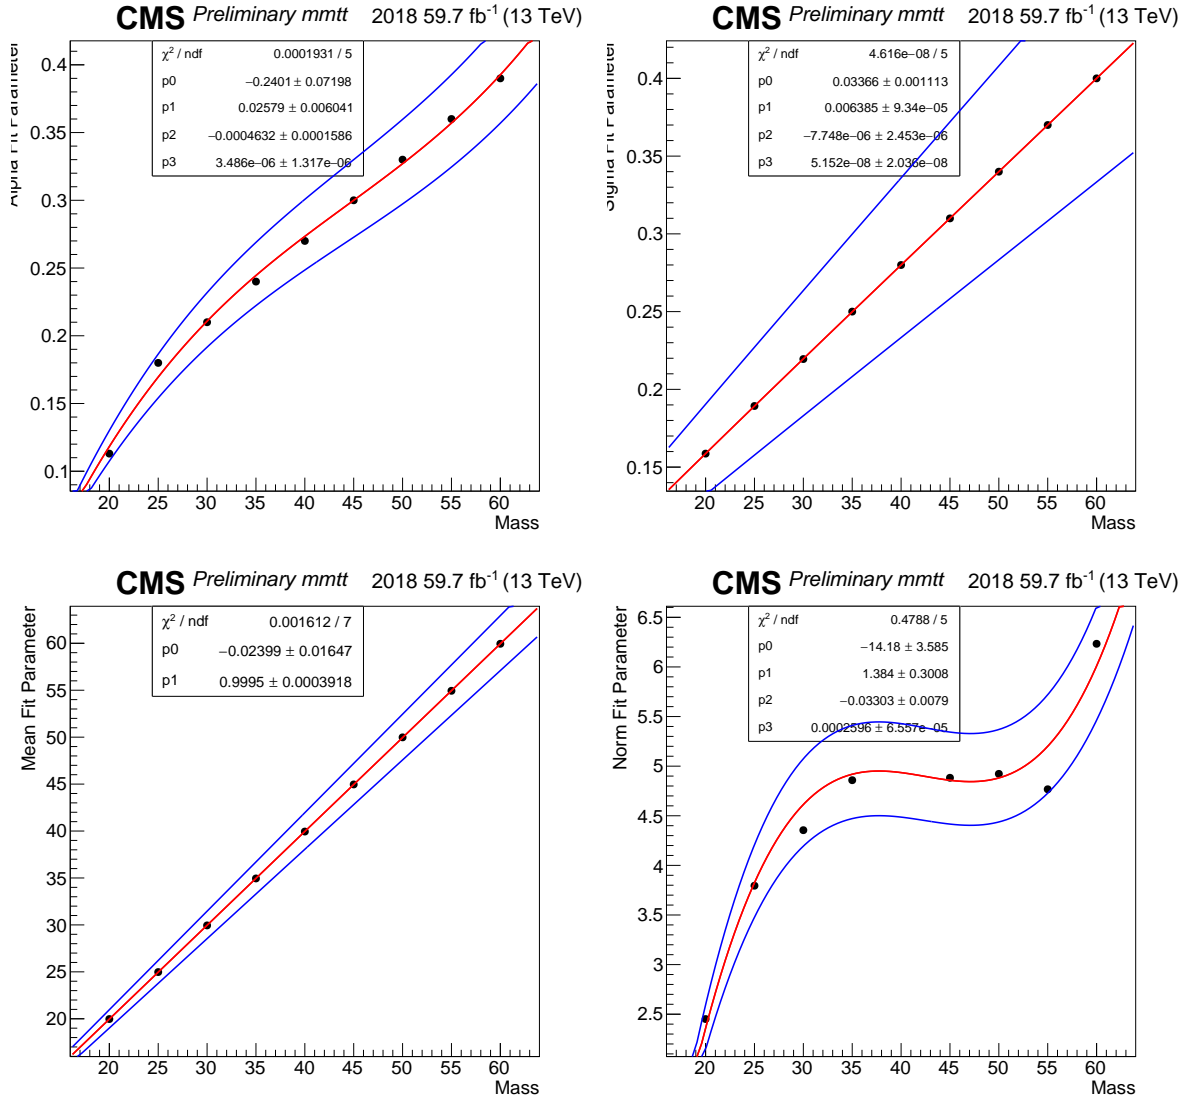 CMS Preliminary mmtt 2018 59.7 fb-1 (13 TeV)
Alpha Fit Parameter
χ2 / ndf 0.0001931 / 5
p0 −0.2401 ± 0.07198
p1 0.02579 ± 0.006041
p2 −0.0004632 ± 0.0001586
p3 3.486e−06 ± 1.317e−06
0.4
0.35
0.3
0.25
0.2
0.15
0.1
20 25 30 35 40 45 50 55 60
Mass
CMS Preliminary mmtt 2018 59.7 fb-1 (13 TeV)
Sigma Fit Parameter
χ2 / ndf 4.616e−08 / 5
p0 0.03366 ± 0.001113
p1 0.006385 ± 9.34e−05
p2 −7.748e−06 ± 2.453e−06
p3 5.152e−08 ± 2.036e−08
0.4
0.35
0.3
0.25
0.2
0.15
20 25 30 35 40 45 50 55 60
Mass
CMS Preliminary mmtt 2018 59.7 fb-1 (13 TeV)
Mean Fit Parameter
χ2 / ndf 0.001612 / 7
p0 −0.02399 ± 0.01647
p1 0.9995 ± 0.0003918
60
55
50
45
40
35
30
25
20
20 25 30 35 40 45 50 55 60
Mass
CMS Preliminary mmtt 2018 59.7 fb-1 (13 TeV)
Norm Fit Parameter
χ2 / ndf 0.4788 / 5
p0 −14.18 ± 3.585
p1 1.384 ± 0.3008
p2 −0.03303 ± 0.0079
p3 0.0002596 ± 6.557e−05
6.5
6
5.5
5
4.5
4
3.5
3
2.5
20 25 30 35 40 45 50 55 60
Mass